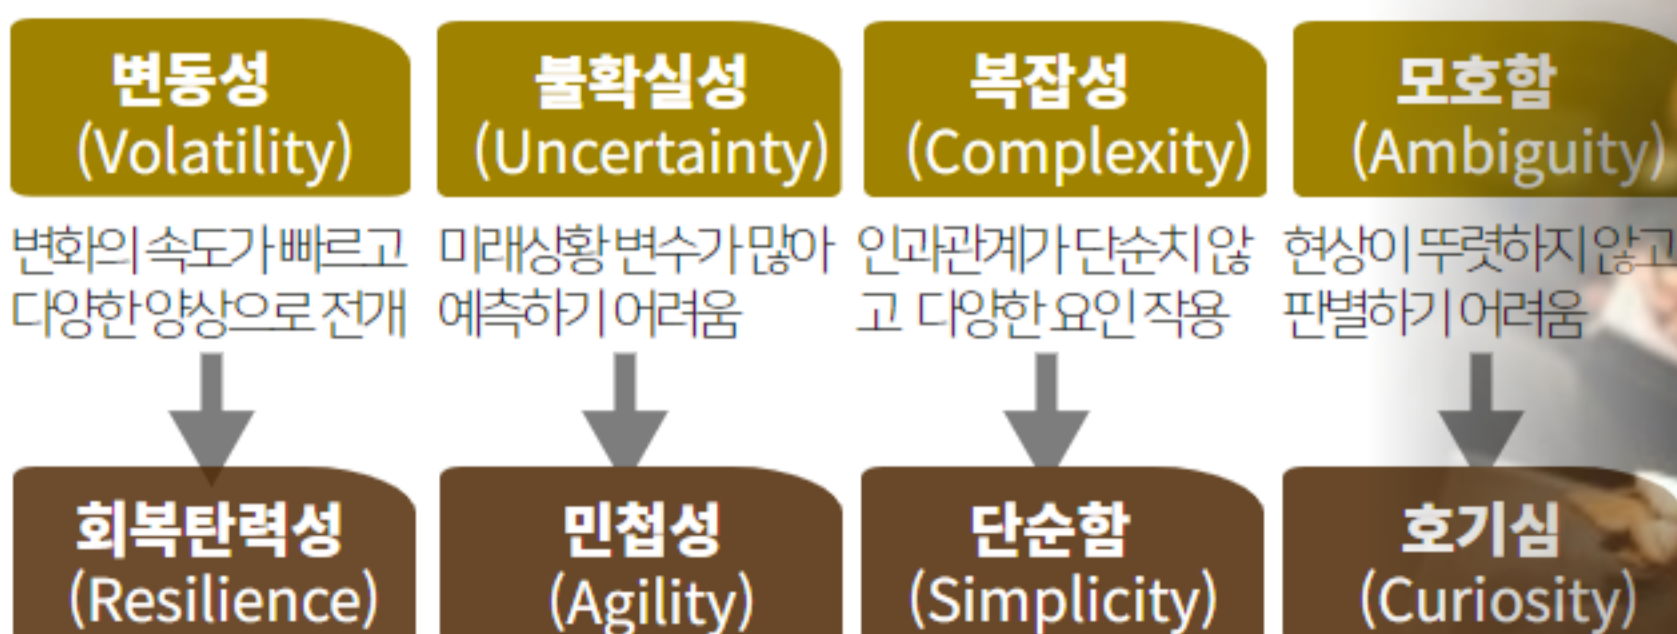 변동성
(Volatility)
변화의 속도가 빠르고
다양한 양상으로 전개
불확실성
(Uncertainty)
미래상황 변수가 많아
예측하기 어려움
복잡성
(Complexity)
인과관계가 단순치 않
고 다양한 요인 작용
모호함
(Ambiguity)
현상이 뚜렷하지 않고
판별하기 어려움
회복탄력성
(Resilience)
민첩성
(Agility)
단순함
(Simplicity)
호기심
(Curiosity)